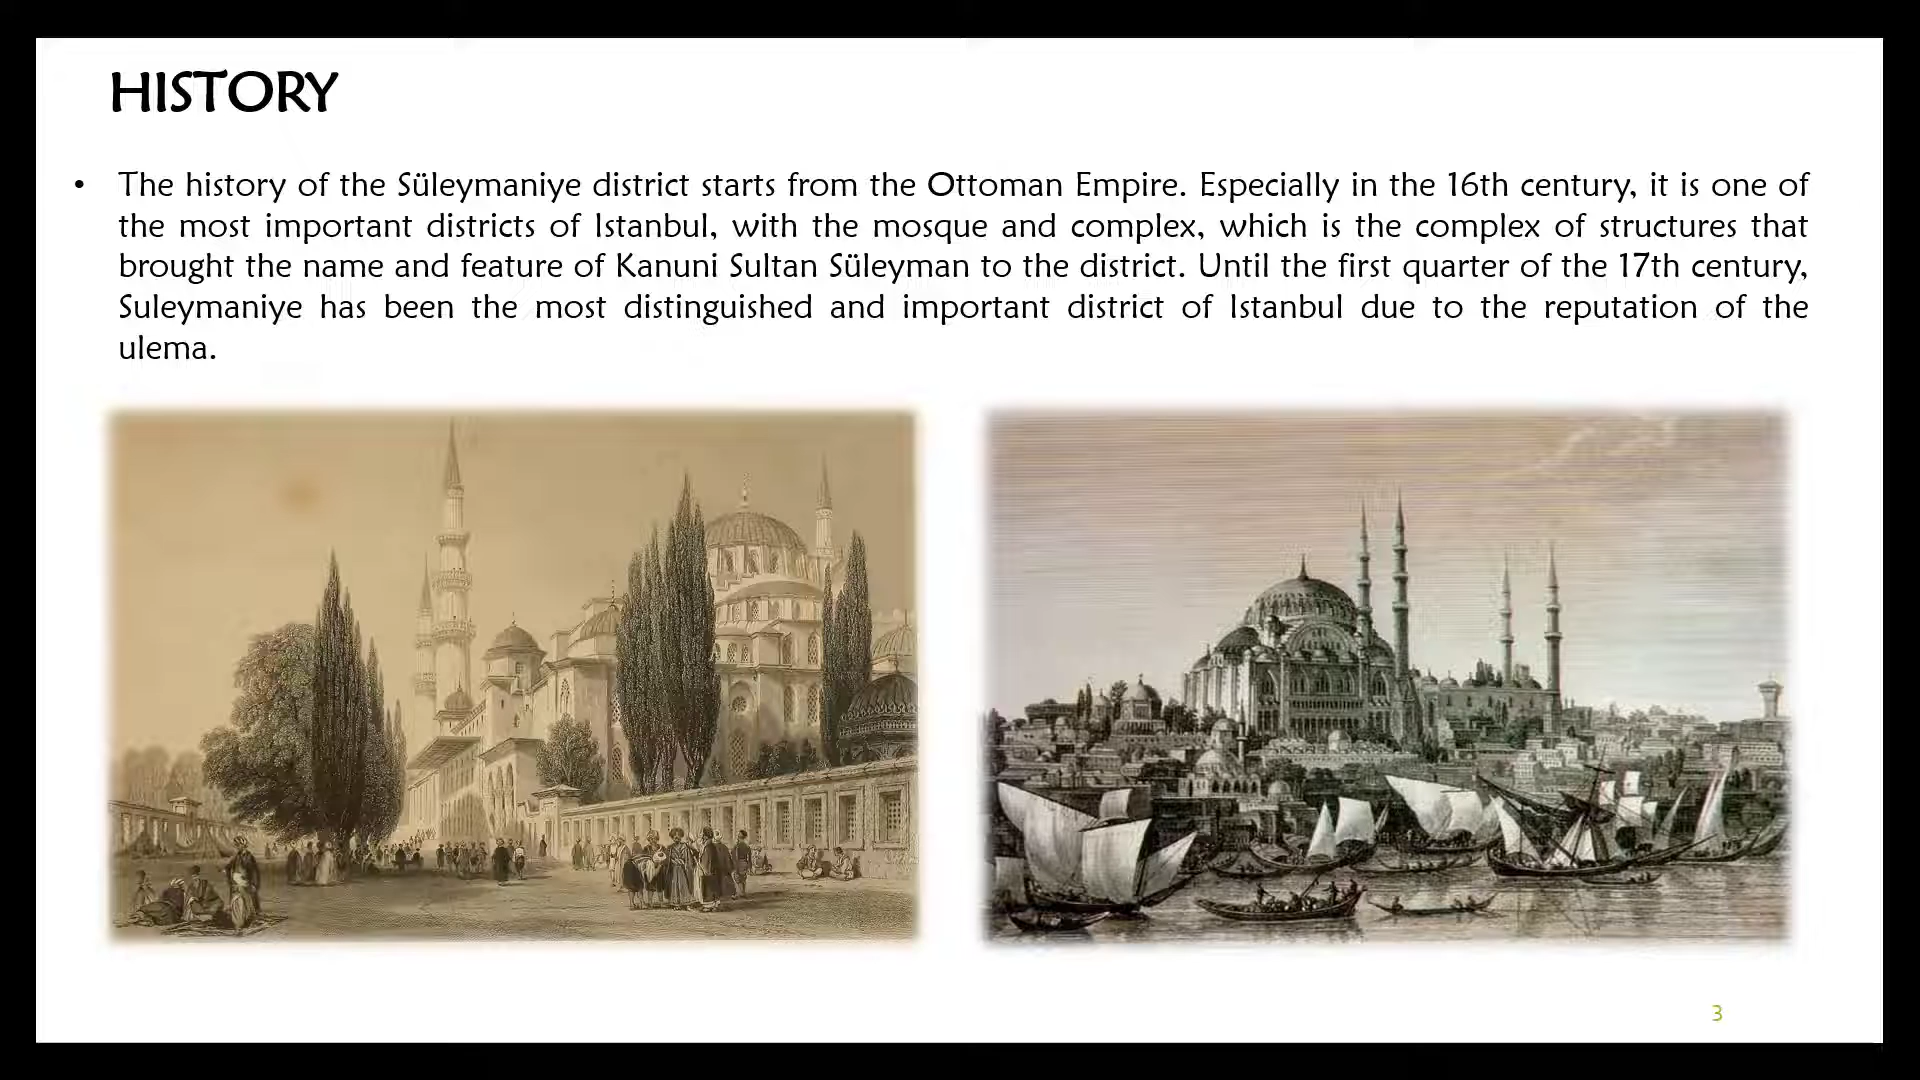 HISTORY
• The history of the Süleymaniye district starts from the Ottoman Empire. Especially in the 16th century, it is one of
the most important districts of Istanbul, with the mosque and complex, which is the complex of structures that
brought the name and feature of Kanuni Sultan Süleyman to the district. Until the first quarter of the 17th century,
Suleymaniye has been the most distinguished and important district of Istanbul due to the reputation of the
ulema.
3